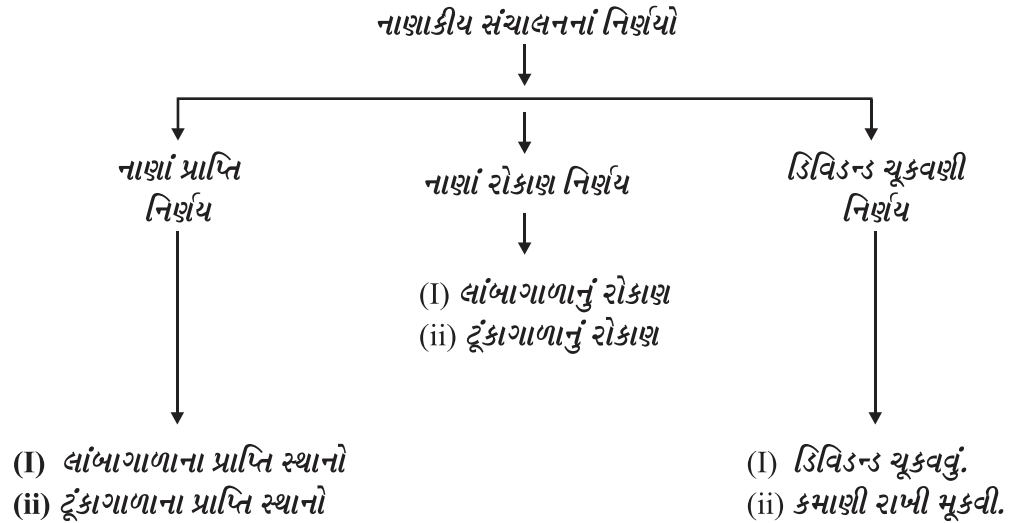 નાણાકીય સંચાલનનાં નિર્ણયો
નાણાં પ્રાપ્તિ
નિર્ણય
નાણાં રોકાણ નિર્ણય
ડિવિડન્ડ ચૂકવણી
નિર્ણય
(I) લાંબાગાળાનું રોકાણ
(ii) ટૂંકાગાળાનું રોકાણ
(I) લાંબાગાળાના પ્રાપ્તિ સ્થાનો
(ii) ટૂંકાગાળાના પ્રાપ્તિ સ્થાનો
(I) ડિવિડન્ડ ચૂકવવું.
(ii) કમાણી રાખી મૂકવી.